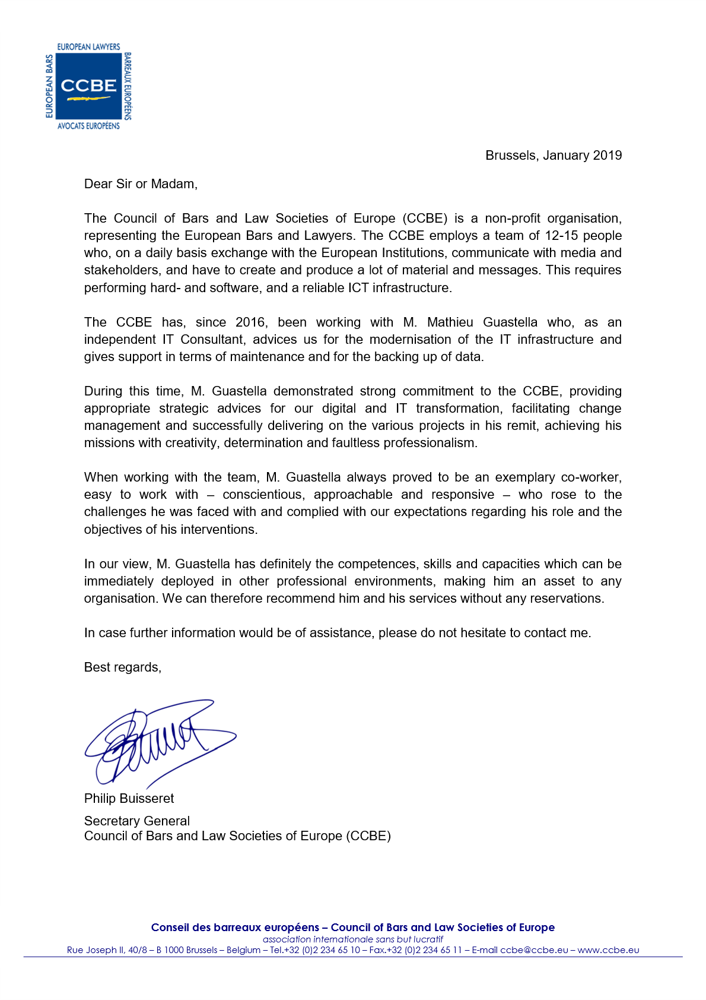 EUROPEAN LAWYERS
EUROPEAN BARS
CCBE
BARREAUX EUROPÉENS
AVOCATS EUROPÉENS
Brussels, January 2019
Dear Sir or Madam,
The Council of Bars and Law Societies of Europe (CCBE) is a non-profit organisation,
representing the European Bars and Lawyers. The CCBE employs a team of 12-15 people
who, on a daily basis exchange with the European Institutions, communicate with media and
stakeholders, and have to create and produce a lot of material and messages. This requires
performing hard- and software, and a reliable ICT infrastructure.
The CCBE has, since 2016, been working with M. Mathieu Guastella who, as an
independent IT Consultant, advices us for the modernisation of the IT infrastructure and
gives support in terms of maintenance and for the backing up of data.
During this time, M. Guastella demonstrated strong commitment to the CCBE, providing
appropriate strategic advices for our digital and IT transformation, facilitating change
management and successfully delivering on the various projects in his remit, achieving his
missions with creativity, determination and faultless professionalism.
When working with the team, M. Guastella always proved to be an exemplary co-worker,
easy to work with – conscientious, approachable and responsive – who rose to the
challenges he was faced with and complied with our expectations regarding his role and the
objectives of his interventions.
In our view, M. Guastella has definitely the competences, skills and capacities which can be
immediately deployed in other professional environments, making him an asset to any
organisation. We can therefore recommend him and his services without any reservations.
In case further information would be of assistance, please do not hesitate to contact me.
Best regards,
Philip Buisseret
Secretary General
Council of Bars and Law Societies of Europe (CCBE)
Conseil des barreaux européens – Council of Bars and Law Societies of Europe
association internationale sans but lucratif
Rue Joseph II, 40/8 – B 1000 Brussels – Belgium – Tel.+32 (0)2 234 65 10 – Fax.+32 (0)2 234 65 11 – E-mail ccbe@ccbe.eu – www.ccbe.eu